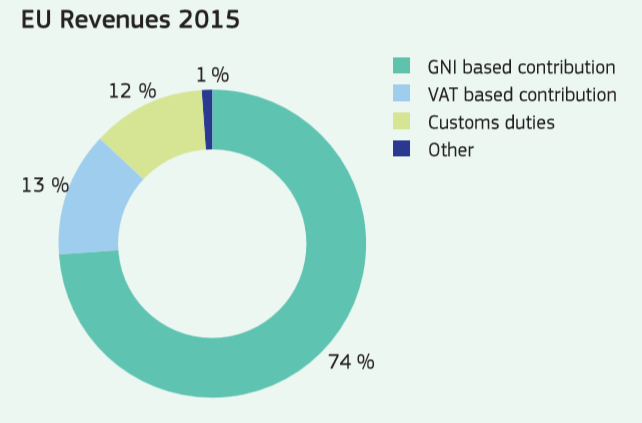 EU Revenues 2015
1 %
12 %
13 %
74 %
GNI based contribution
VAT based contribution
Customs duties
Other